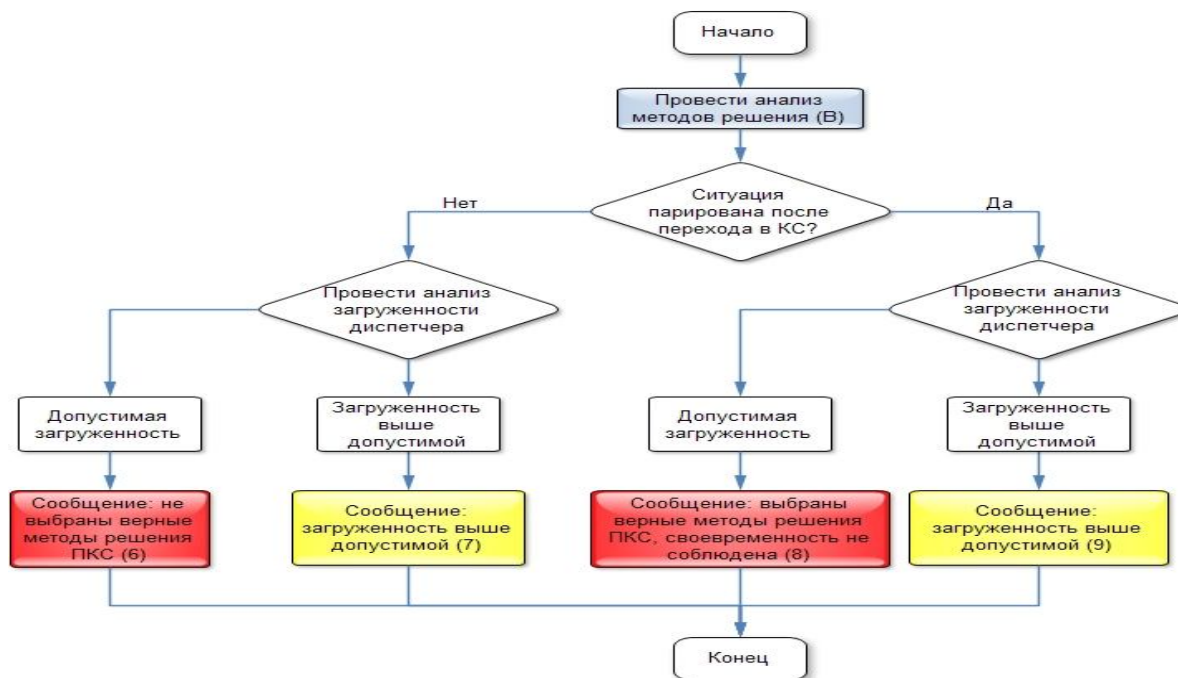 Начало
Провести анализ
методов решения (В)
Ситуация
парирована после
перехода в КС?
Нет
Да
Провести анализ
загруженности
диспетчера
Провести анализ
загруженности
диспетчера
Допустимая
загруженность
Загруженность
выше
допустимой
Допустимая
загруженность
Загруженность
выше
допустимой
Сообщение: не
выбраны верные
методы решения
ПКС (6)
Сообщение:
загруженность выше
допустимой (7)
Сообщение: выбраны
верные методы решения
ПКС, своевременность не
соблюдена (8)
Сообщение:
загруженность выше
допустимой (9)
Конец